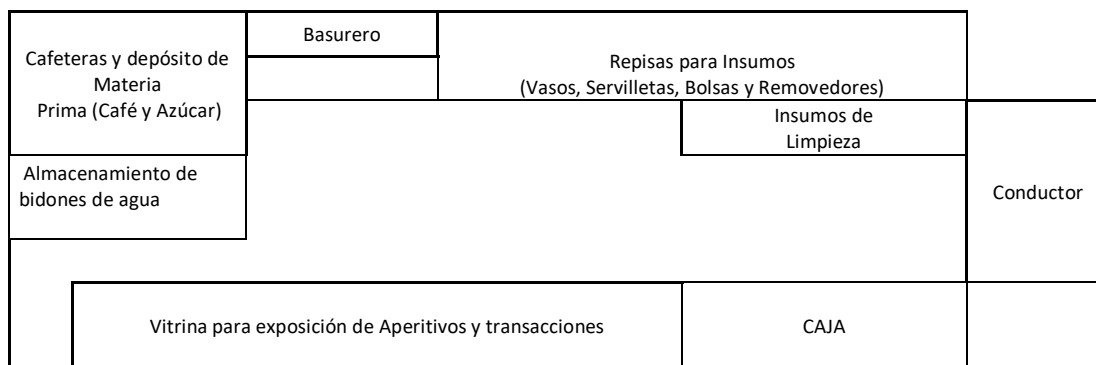 Cafeteras y depósito de
Materia
Prima (Café y Azúcar)
Basurero
Repisas para Insumos
(Vasos, Servilletas, Bolsas y Removedores)
Insumos de
Limpieza
Almacenamiento de
bidones de agua
Conductor
Vitrina para exposición de Aperitivos y transacciones
CAJA